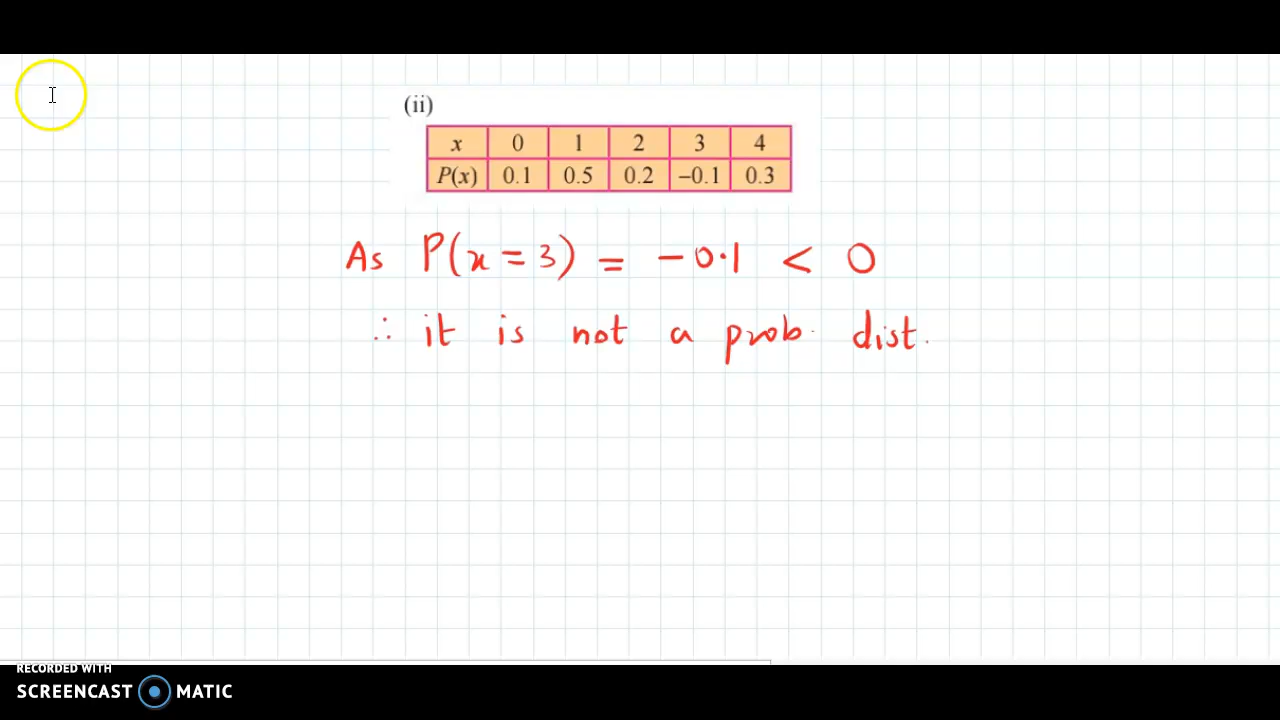 (ii)
x 0 1 2 3 4
P(x) 0.1 0.5 0.2 –0.1 0.3
As P(x = 3) = -0.1 < 0
∴ it is not a prob. dist.
RECORDED WITH
SCREENCAST MATIC